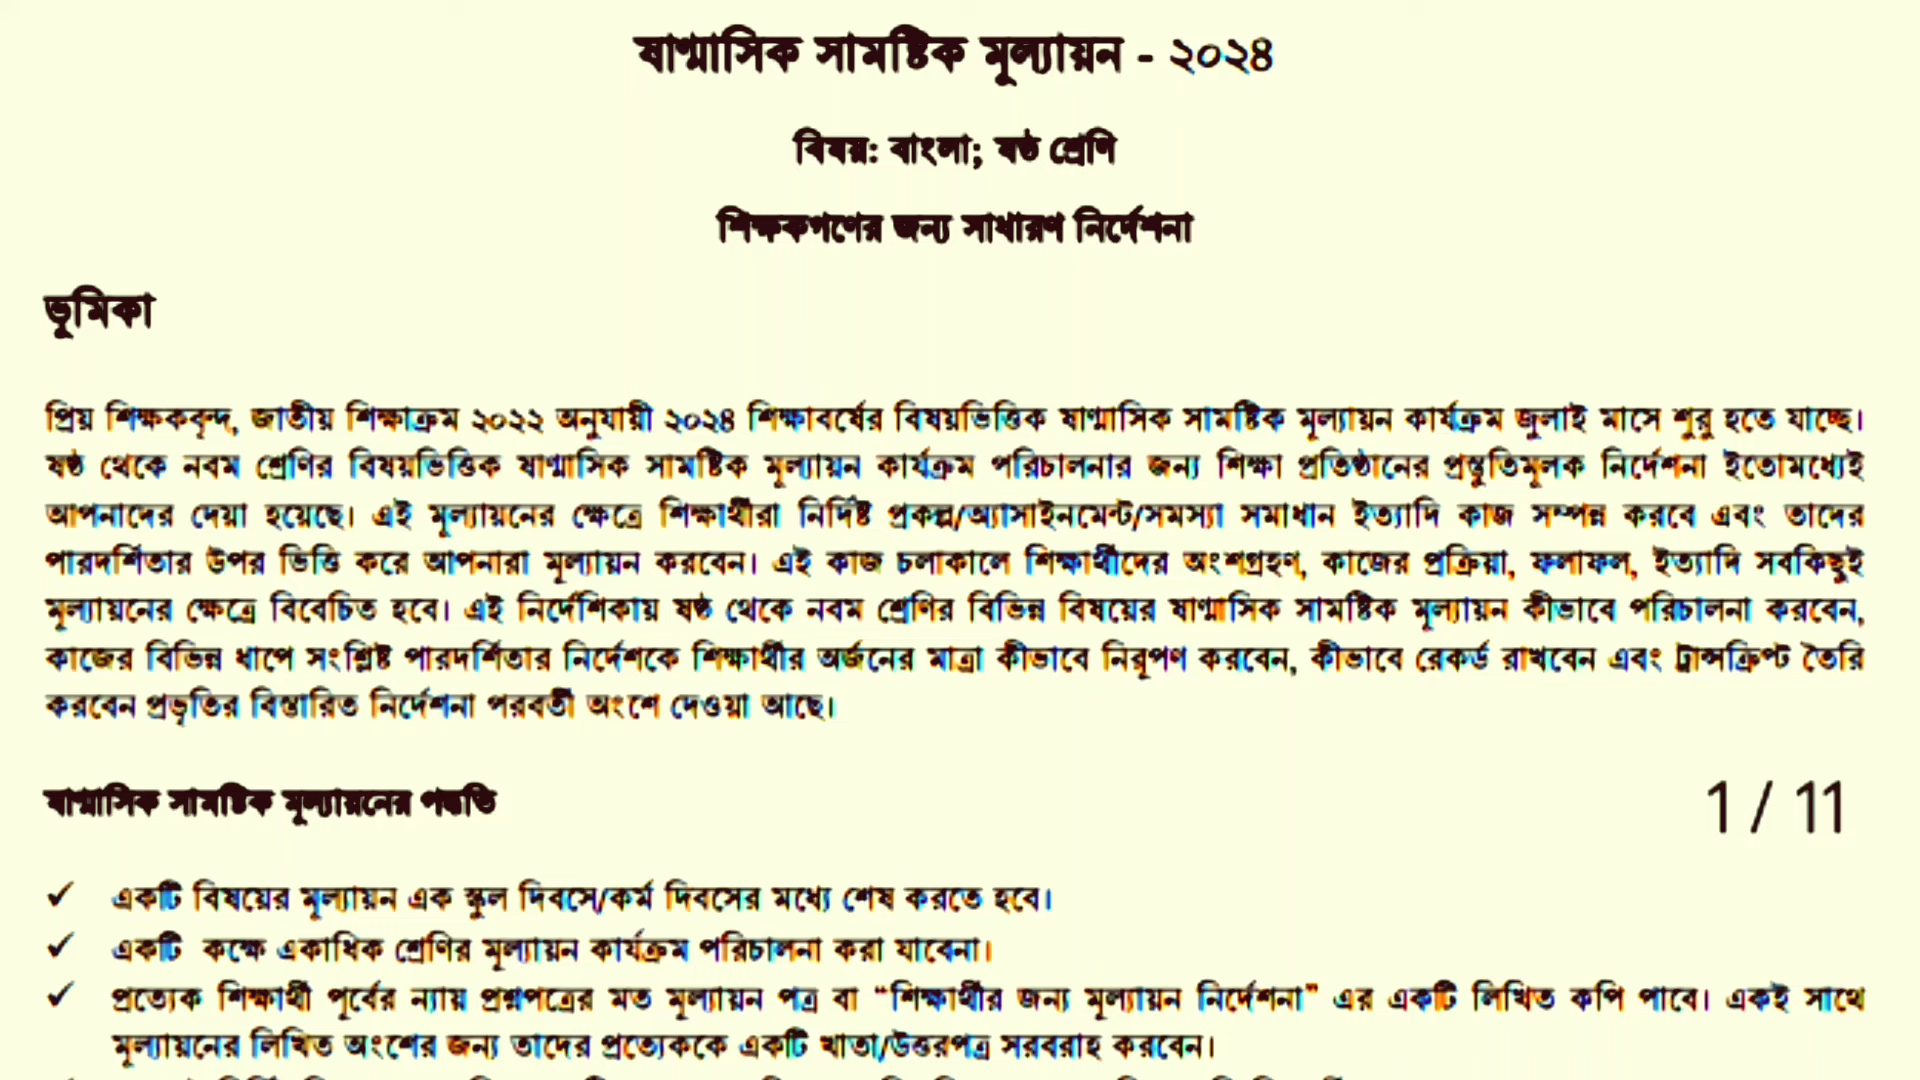 ষাণ্মাসিক সামষ্টিক মূল্যায়ন - ২০২৪
বিষয়: বাংলা; ষষ্ঠ শ্রেণি
শিক্ষকগণের জন্য সাধারণ নির্দেশনা
ভূমিকা
প্রিয় শিক্ষকবৃন্দ, জাতীয় শিক্ষাক্রম ২০২২ অনুযায়ী ২০২৪ শিক্ষাবর্ষের বিষয়ভিত্তিক ষাণ্মাসিক সামষ্টিক মূল্যায়ন কার্যক্রম জুলাই মাসে শুরু হতে যাচ্ছে।
ষষ্ঠ থেকে নবম শ্রেণির বিষয়ভিত্তিক ষাণ্মাসিক সামষ্টিক মূল্যায়ন কার্যক্রম পরিচালনার জন্য শিক্ষা প্রতিষ্ঠানের প্রস্তুতিমূলক নির্দেশনা ইতোমধ্যেই
আপনাদের দেয়া হয়েছে। এই মূল্যায়নের ক্ষেত্রে শিক্ষার্থীরা নির্দিষ্ট প্রকল্প/অ্যাসাইনমেন্ট/সমস্যা সমাধান ইত্যাদি কাজ সম্পন্ন করবে এবং তাদের
পারদর্শিতার উপর ভিত্তি করে আপনারা মূল্যায়ন করবেন। এই কাজ চলাকালে শিক্ষার্থীদের অংশগ্রহণ, কাজের প্রক্রিয়া, ফলাফল, ইত্যাদি সবকিছুই
মূল্যায়নের ক্ষেত্রে বিবেচিত হবে। এই নির্দেশিকায় ষষ্ঠ থেকে নবম শ্রেণির বিভিন্ন বিষয়ের ষাণ্মাসিক সামষ্টিক মূল্যায়ন কীভাবে পরিচালনা করবেন,
কাজের বিভিন্ন ধাপে সংশ্লিষ্ট পারদর্শিতার নির্দেশকে শিক্ষার্থীর অর্জনের মাত্রা কীভাবে নিরূপণ করবেন, কীভাবে রেকর্ড রাখবেন এবং ট্রান্সক্রিপ্ট তৈরি
করবেন প্রভৃতির বিস্তারিত নির্দেশনা পরবর্তী অংশে দেওয়া আছে।
ষাণ্মাসিক সামষ্টিক মূল্যায়নের পদ্ধতি
1 / 11
✓ একটি বিষয়ের মূল্যায়ন এক স্কুল দিবসে/কর্ম দিবসের মধ্যে শেষ করতে হবে।
✓ একটি কক্ষে একাধিক শ্রেণির মূল্যায়ন কার্যক্রম পরিচালনা করা যাবেনা।
✓ প্রত্যেক শিক্ষার্থী পূর্বের ন্যায় প্রশ্নপত্রের মত মূল্যায়ন পত্র বা “শিক্ষার্থীর জন্য মূল্যায়ন নির্দেশনা” এর একটি লিখিত কপি পাবে। একই সাথে
মূল্যায়নের লিখিত অংশের জন্য তাদের প্রত্যেককে একটি খাতা/উত্তরপত্র সরবরাহ করবেন।